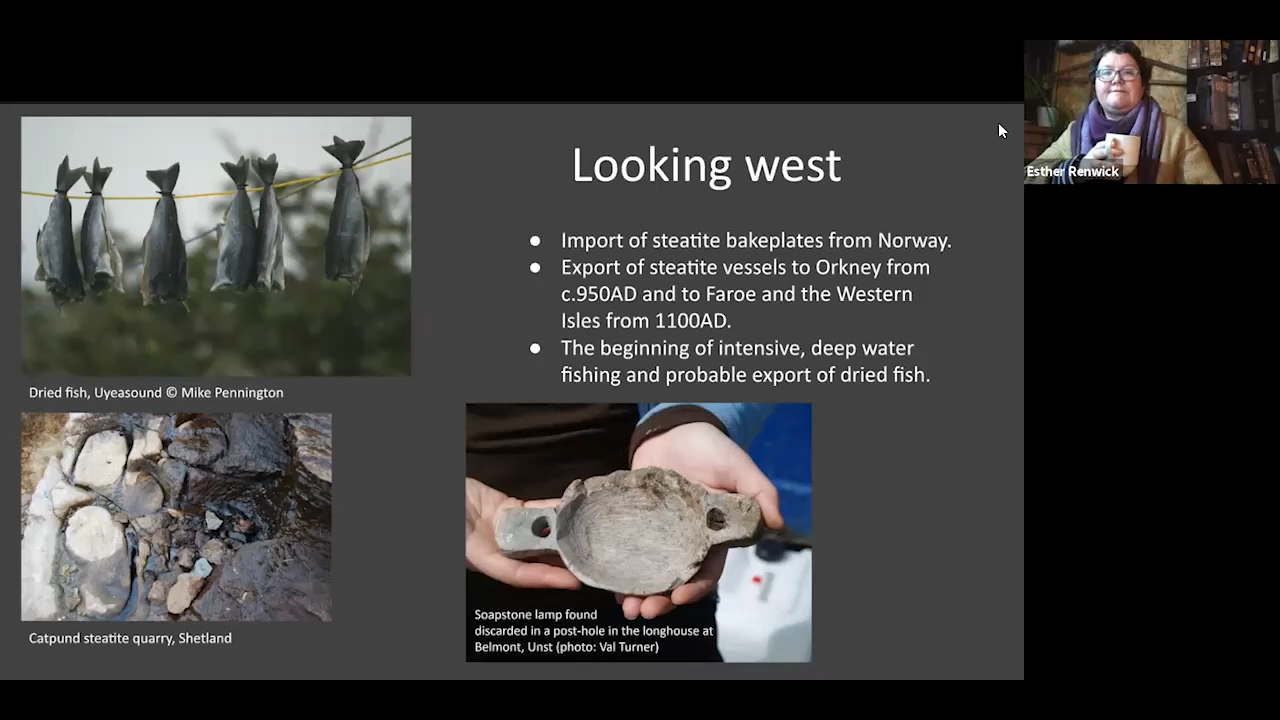 Looking west
● Import of steatite bakeplates from Norway.
● Export of steatite vessels to Orkney from
c.950AD and to Faroe and the Western
Isles from 1100AD.
● The beginning of intensive, deep water
fishing and probable export of dried fish.
Dried fish, Uyeasound © Mike Pennington
Catpund steatite quarry, Shetland
Soapstone lamp found
discarded in a post-hole in the longhouse at
Belmont, Unst (photo: Val Turner)
Esther Renwick